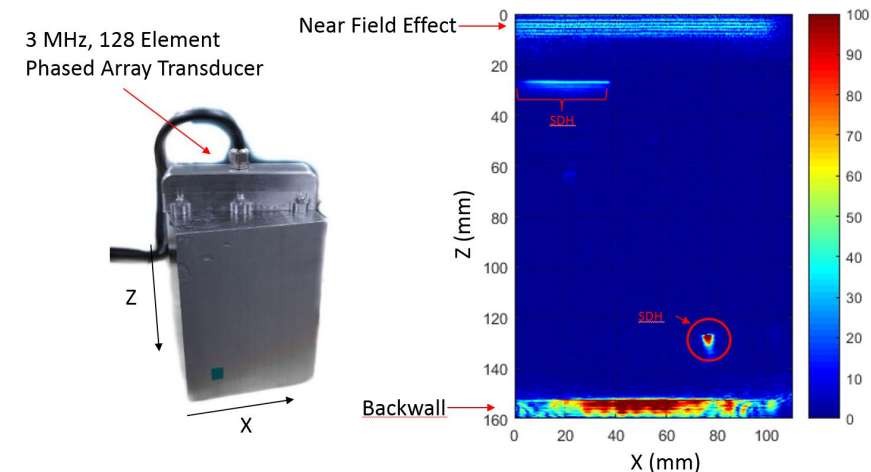 3 MHz, 128 Element
Phased Array Transducer
Z
X
Near Field Effect
SDH
SDH
Backwall
Z (mm)
0
20
40
60
80
100
120
140
160
0 20 40 60 80 100
X (mm)
100
90
80
70
60
50
40
30
20
10
0